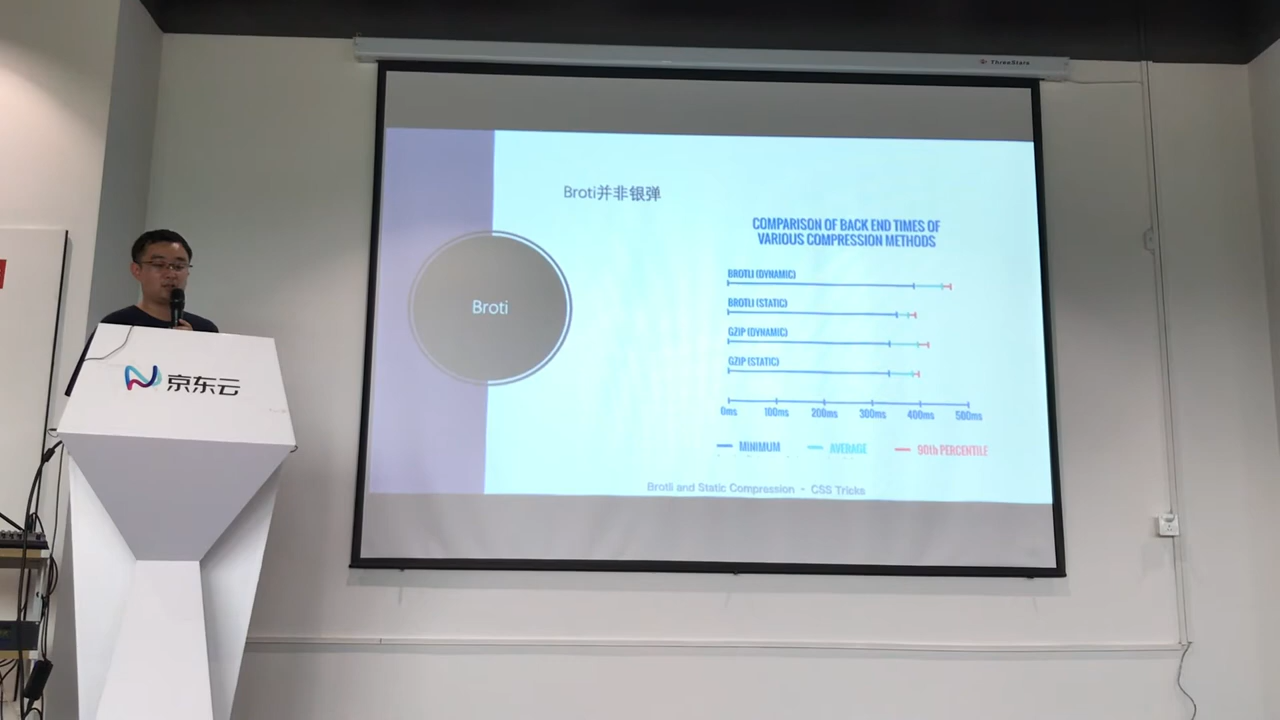 ThreeStars
Broti并非银弹
COMPARISON OF BACK END TIMES OF
VARIOUS COMPRESSION METHODS
BROTLI (DYNAMIC)
BROTLI (STATIC)
GZIP (DYNAMIC)
GZIP (STATIC)
0ms 100ms 200ms 300ms 400ms 500ms
MINIMUM AVERAGE 90th PERCENTILE
Broti
Brotli and Static Compression - CSS Tricks
京东云